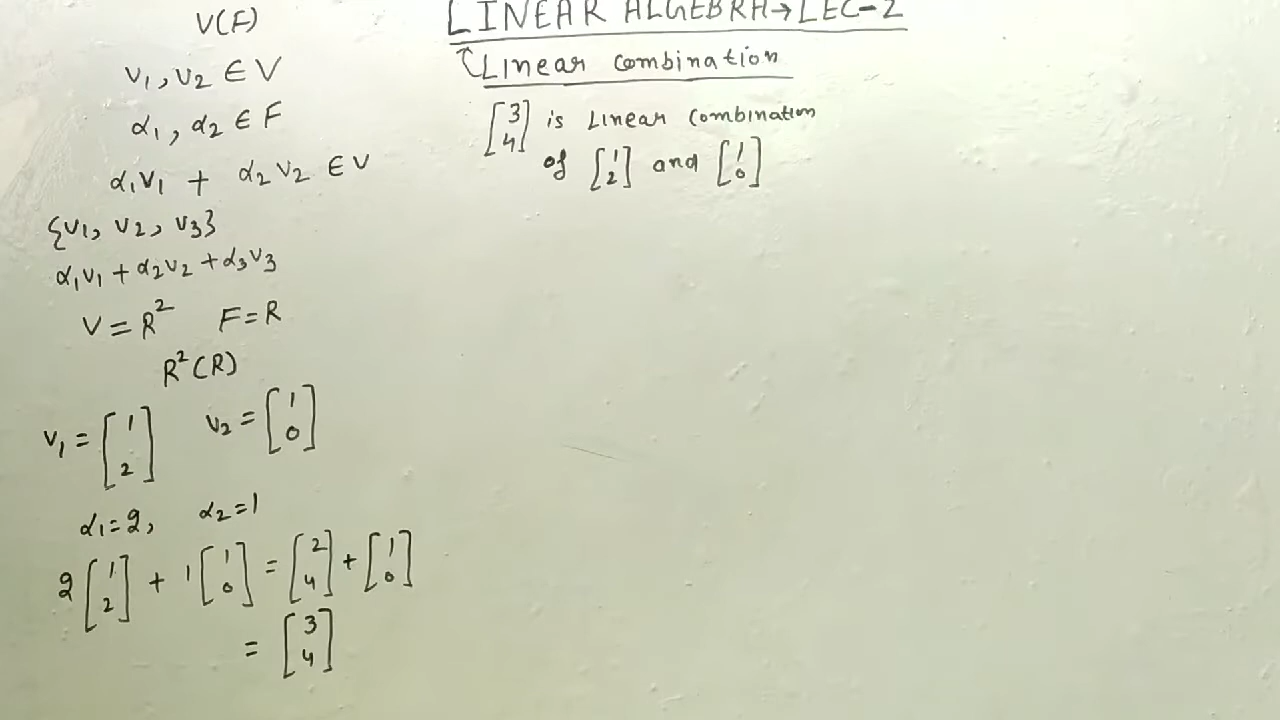 V(F)
v₁, v₂ ∈ V
α₁, α₂ ∈ F
α₁v₁ + α₂v₂ ∈ V
{v₁, v₂, v₃}
α₁v₁ + α₂v₂ + α₃v₃
V = R² F = R
R²(R)
v₁ = [1 2] v₂ = [1 0]
α₁ = 2, α₂ = 1
2 [1 2] + 1 [1 0] = [2 4] + [1 0]
= [3 4]
LINEAR ALGEBRA → LEC-2
Linear combination
[3 4] is Linear combination
of [1 2] and [1 0]